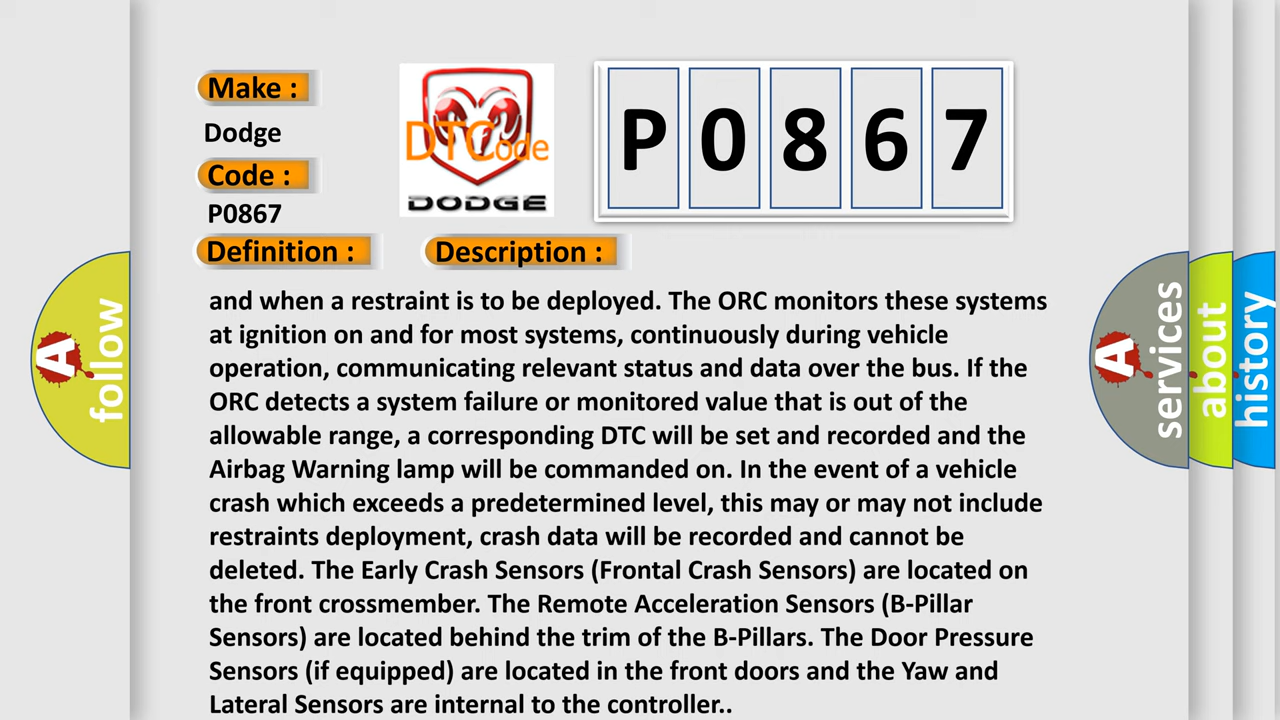 Make :
Dodge
Code :
P0867
Definition :
Description :
DTCode
DODGE
P0867
and when a restraint is to be deployed. The ORC monitors these systems
at ignition on and for most systems, continuously during vehicle
operation, communicating relevant status and data over the bus. If the
ORC detects a system failure or monitored value that is out of the
allowable range, a corresponding DTC will be set and recorded and the
Airbag Warning lamp will be commanded on. In the event of a vehicle
crash which exceeds a predetermined level, this may or may not include
restraints deployment, crash data will be recorded and cannot be
deleted. The Early Crash Sensors (Frontal Crash Sensors) are located on
the front crossmember. The Remote Acceleration Sensors (B-Pillar
Sensors) are located behind the trim of the B-Pillars. The Door Pressure
Sensors (if equipped) are located in the front doors and the Yaw and
Lateral Sensors are internal to the controller..
A follow
A services
about
history